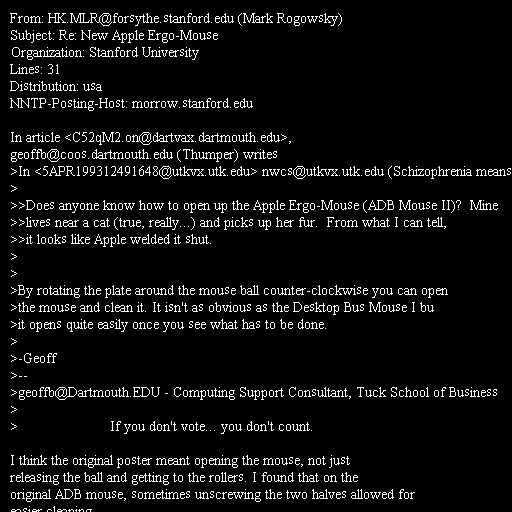 From: HK.MLR@forsythe.stanford.edu (Mark Rogowsky)
Subject: Re: New Apple Ergo-Mouse
Organization: Stanford University
Lines: 31
Distribution: usa
NNTP-Posting-Host: morrow.stanford.edu

In article <C52qM2.on@dartvax.dartmouth.edu>,
geoffb@coos.dartmouth.edu (Thumper) writes
>In <5APR199312491648@utkvx.utk.edu> nwcs@utkvx.utk.edu (Schizophrenia means
>
>>Does anyone know how to open up the Apple Ergo-Mouse (ADB Mouse II)?  Mine
>>lives near a cat (true, really...) and picks up her fur.  From what I can tell,
>>it looks like Apple welded it shut.
>
>
>By rotating the plate around the mouse ball counter-clockwise you can open
>the mouse and clean it. It isn't as obvious as the Desktop Bus Mouse I bu
>it opens quite easily once you see what has to be done.
>
>-Geoff
>--
>geoffb@Dartmouth.EDU - Computing Support Consultant, Tuck School of Business
>
>                       If you don't vote... you don't count.

I think the original poster meant opening the mouse, not just
releasing the ball and getting to the rollers. I found that on the
original ADB mouse, sometimes unscrewing the two halves allowed for
easier cleaning